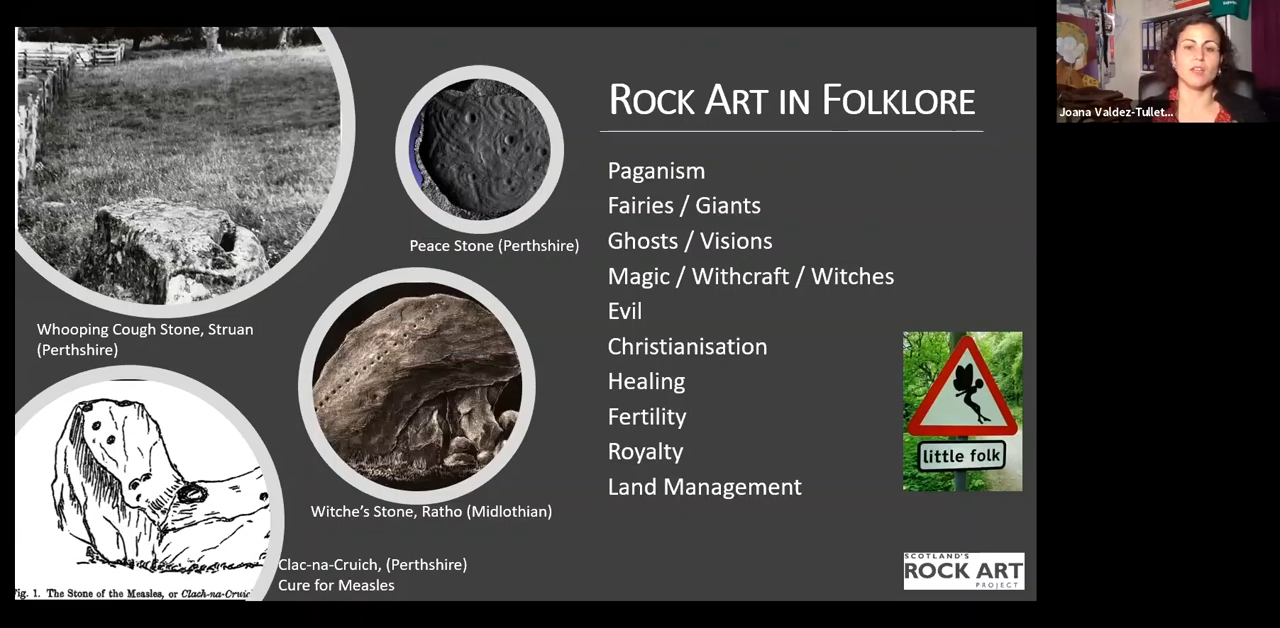 ROCK ART IN FOLKLORE
Paganism
Fairies / Giants
Ghosts / Visions
Magic / Withcraft / Witches
Evil
Christianisation
Healing
Fertility
Royalty
Land Management
Peace Stone (Perthshire)
Whooping Cough Stone, Struan
(Perthshire)
Witche's Stone, Ratho (Midlothian)
Clac-na-Cruich, (Perthshire)
Cure for Measles
ig. 1. The Stone of the Measles, or Clach-na-Cruic
little folk
SCOTLAND'S
ROCK ART
PROJECT
Joana Valdez-Tullet...